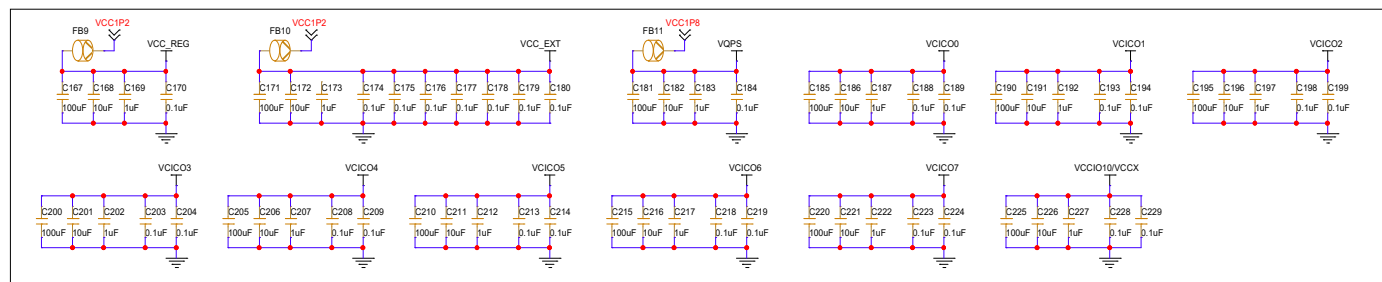 VCC1P2 VCC1P2 VCC1P8
FB9 VCC_REG FB10 VCC_EXT FB11 VQPS VCICO0 VCICO1 VCICO2
C167 C168 C169 C170 C171 C172 C173 C174 C175 C176 C177 C178 C179 C180 C181 C182 C183 C184 C185 C186 C187 C188 C189 C190 C191 C192 C193 C194 C195 C196 C197 C198 C199
100uF 10uF 1uF 0.1uF 100uF 10uF 1uF 0.1uF 0.1uF 0.1uF 0.1uF 0.1uF 0.1uF 0.1uF 100uF 10uF 1uF 0.1uF 100uF 10uF 1uF 0.1uF 0.1uF 100uF 10uF 1uF 0.1uF 0.1uF 100uF 10uF 1uF 0.1uF 0.1uF
VCICO3 VCICO4 VCICO5 VCICO6 VCICO7 VCCIO10/VCCX
C200 C201 C202 C203 C204 C205 C206 C207 C208 C209 C210 C211 C212 C213 C214 C215 C216 C217 C218 C219 C220 C221 C222 C223 C224 C225 C226 C227 C228 C229
100uF 10uF 1uF 0.1uF 0.1uF 100uF 10uF 1uF 0.1uF 0.1uF 100uF 10uF 1uF 0.1uF 0.1uF 100uF 10uF 1uF 0.1uF 0.1uF 100uF 10uF 1uF 0.1uF 0.1uF 100uF 10uF 1uF 0.1uF 0.1uF